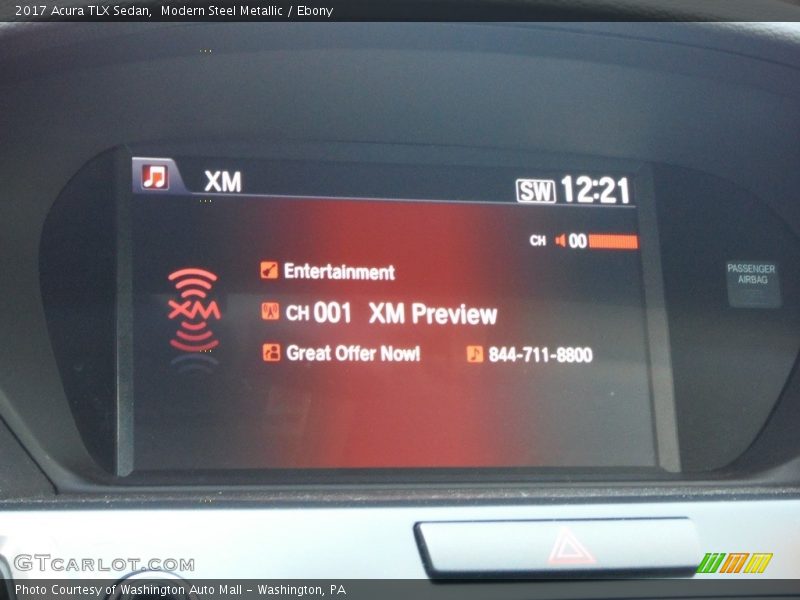 2017 Acura TLX Sedan,  Modern Steel Metallic / Ebony
XM
SW 12:21
CH 00
PASSENGER
AIRBAG
Entertainment
XM
CH 001 XM Preview
Great Offer Now! 844-711-8800
GTcarlot.com
Photo Courtesy of Washington Auto Mall - Washington, PA